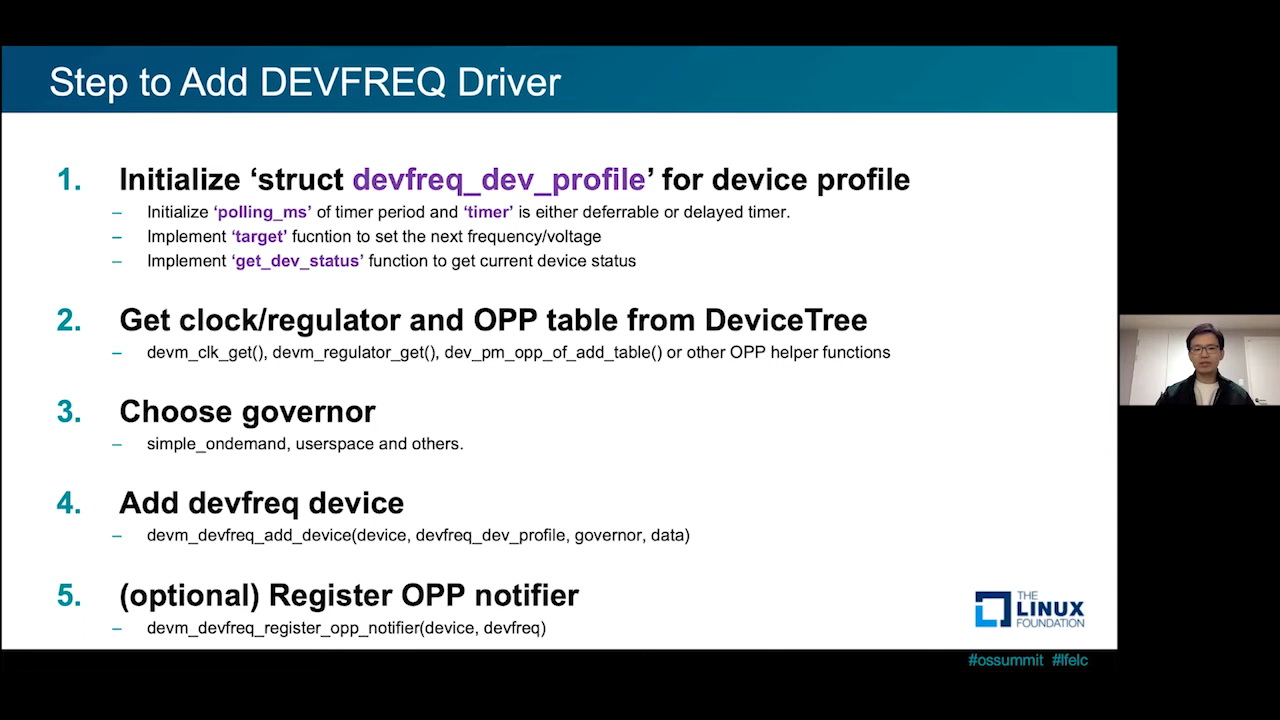 Step to Add DEVFREQ Driver
1. Initialize ‘struct devfreq_dev_profile’ for device profile
– Initialize ‘polling_ms’ of timer period and ‘timer’ is either deferrable or delayed timer.
– Implement ‘target’ fucntion to set the next frequency/voltage
– Implement ‘get_dev_status’ function to get current device status
2. Get clock/regulator and OPP table from DeviceTree
– devm_clk_get(), devm_regulator_get(), dev_pm_opp_of_add_table() or other OPP helper functions
3. Choose governor
– simple_ondemand, userspace and others.
4. Add devfreq device
– devm_devfreq_add_device(device, devfreq_dev_profile, governor, data)
5. (optional) Register OPP notifier
– devm_devfreq_register_opp_notifier(device, devfreq)
THE
LINUX
FOUNDATION
#ossummit #lfelc